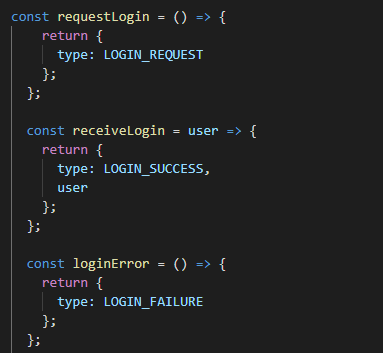 const requestLogin = () => {
    return {
      type: LOGIN_REQUEST
    };
  };

  const receiveLogin = user => {
    return {
      type: LOGIN_SUCCESS,
      user
    };
  };

  const loginError = () => {
    return {
      type: LOGIN_FAILURE
    };
  };